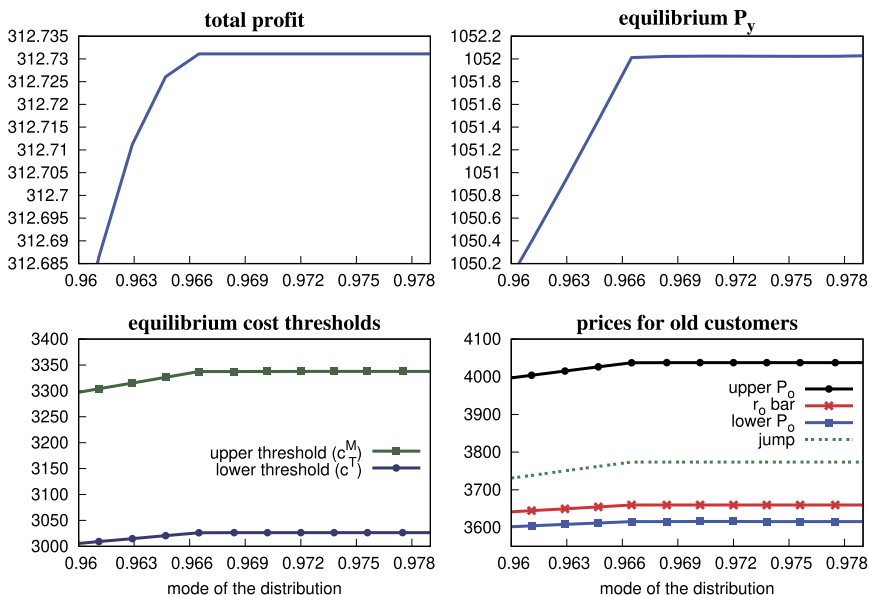 total profit
312.735
312.73
312.725
312.72
312.715
312.71
312.705
312.7
312.695
312.69
312.685
0.96 0.963 0.966 0.969 0.972 0.975 0.978
equilibrium Py
1052.2
1052
1051.8
1051.6
1051.4
1051.2
1051
1050.8
1050.6
1050.4
1050.2
0.96 0.963 0.966 0.969 0.972 0.975 0.978
equilibrium cost thresholds
3400
3350
3300
3250
3200
3150
3100
3050
3000
upper threshold (cM)
lower threshold (cT)
0.96 0.963 0.966 0.969 0.972 0.975 0.978
mode of the distribution
prices for old customers
4100
4000
3900
3800
3700
3600
upper Po
ro bar
lower Po
jump
0.96 0.963 0.966 0.969 0.972 0.975 0.978
mode of the distribution